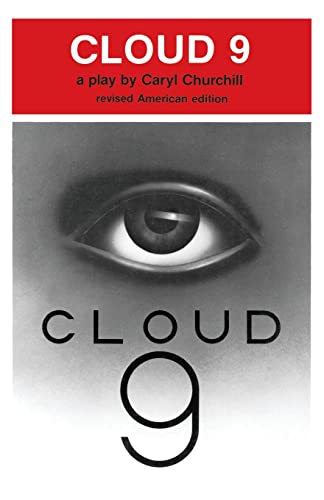 CLOUD 9
a play by Caryl Churchill
revised American edition
CLOUD
9